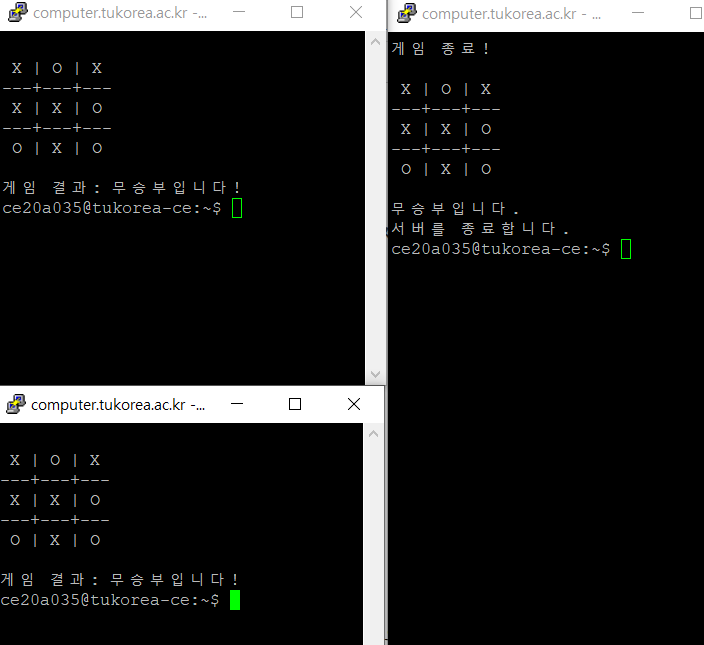 computer.tukorea.ac.kr -...
X | O | X
---+---+---
X | X | O
---+---+---
O | X | O
게임 결과: 무승부입니다!
ce20a035@tukorea-ce:~$
computer.tukorea.ac.kr - ...
게임 종료!
X | O | X
---+---+---
X | X | O
---+---+---
O | X | O
무승부입니다.
서버를 종료합니다.
ce20a035@tukorea-ce:~$
computer.tukorea.ac.kr -...
X | O | X
---+---+---
X | X | O
---+---+---
O | X | O
게임 결과: 무승부입니다!
ce20a035@tukorea-ce:~$